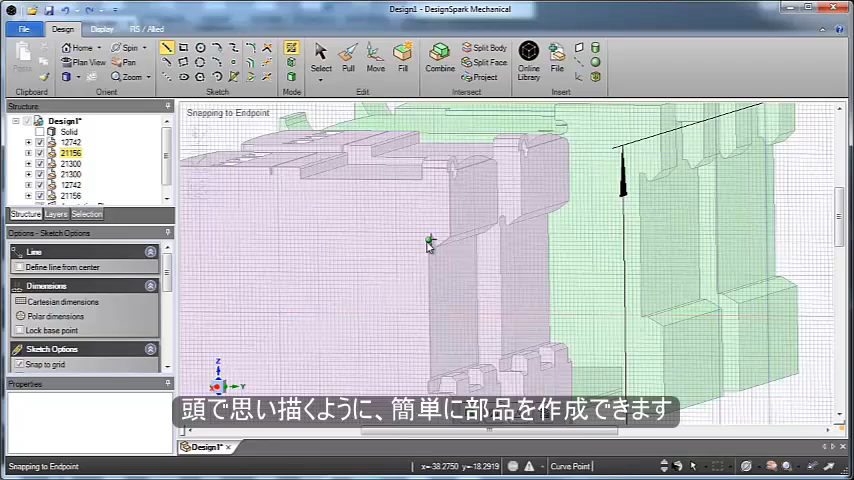 Design1 - DesignSpark Mechanical
File Design Display RS / Allied
Paste Home Spin Plan View Pan Zoom Select Pull Move Fill Combine Split Body Split Face Project Online Library File
Clipboard Orient Sketch Mode Edit Intersect Insert
Structure
Design1*
Solid
12742
21156
21300
21300
12742
21156
Structure Layers Selection
Options - Sketch Options
Line
Define line from center
Dimensions
Cartesian dimensions
Polar dimensions
Lock base point
Sketch Options
Snap to grid
Properties
Snapping to Endpoint
Z
Y
X
頭で思い描くように、簡単に部品を作成できます
Design1*
Snapping to Endpoint
x=-38.2750 y=-18.2919
Curve Point